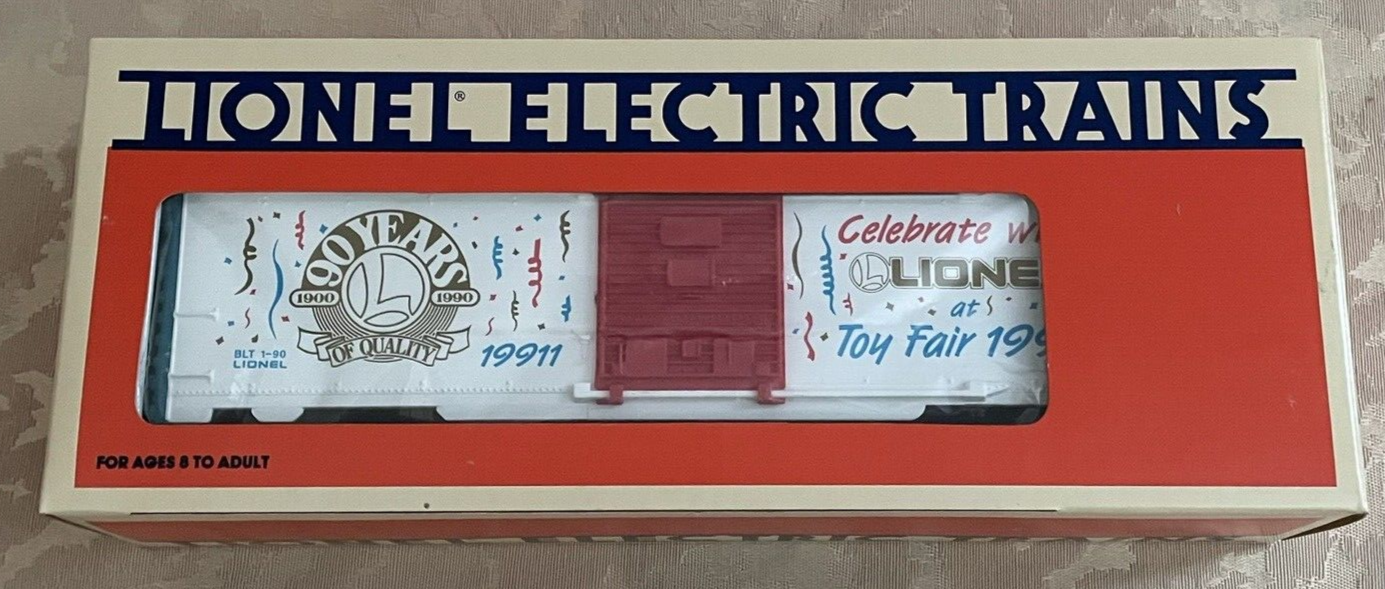 LIONEL® ELECTRIC TRAINS
90 YEARS
1900 1990
OF QUALITY
BLT 1-90
LIONEL
19911
Celebrate
L LIONE
at
Toy Fair 199
FOR AGES 8 TO ADULT